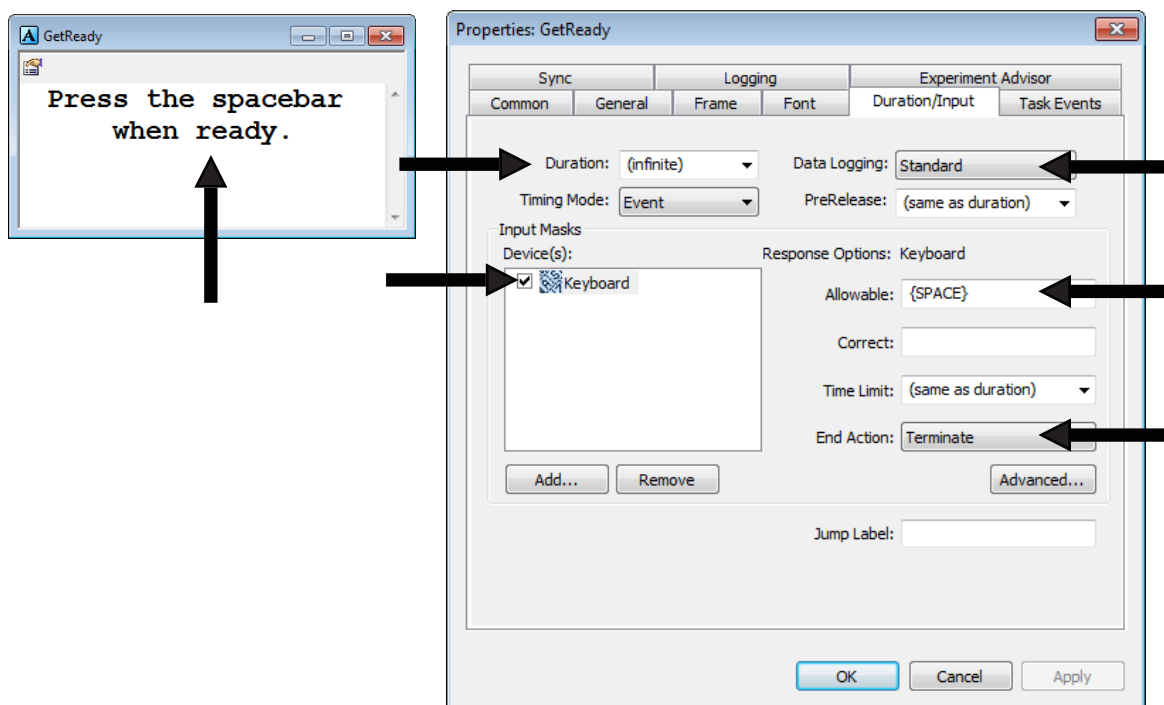 GetReady
Press the spacebar
when ready.
Properties: GetReady
Sync Logging Experiment Advisor
Common General Frame Font Duration/Input Task Events
Duration: (infinite) Data Logging: Standard
Timing Mode: Event PreRelease: (same as duration)
Input Masks
Device(s): Response Options: Keyboard
Keyboard
Allowable: {SPACE}
Correct:
Time Limit: (same as duration)
End Action: Terminate
Add... Remove Advanced...
Jump Label:
OK Cancel Apply